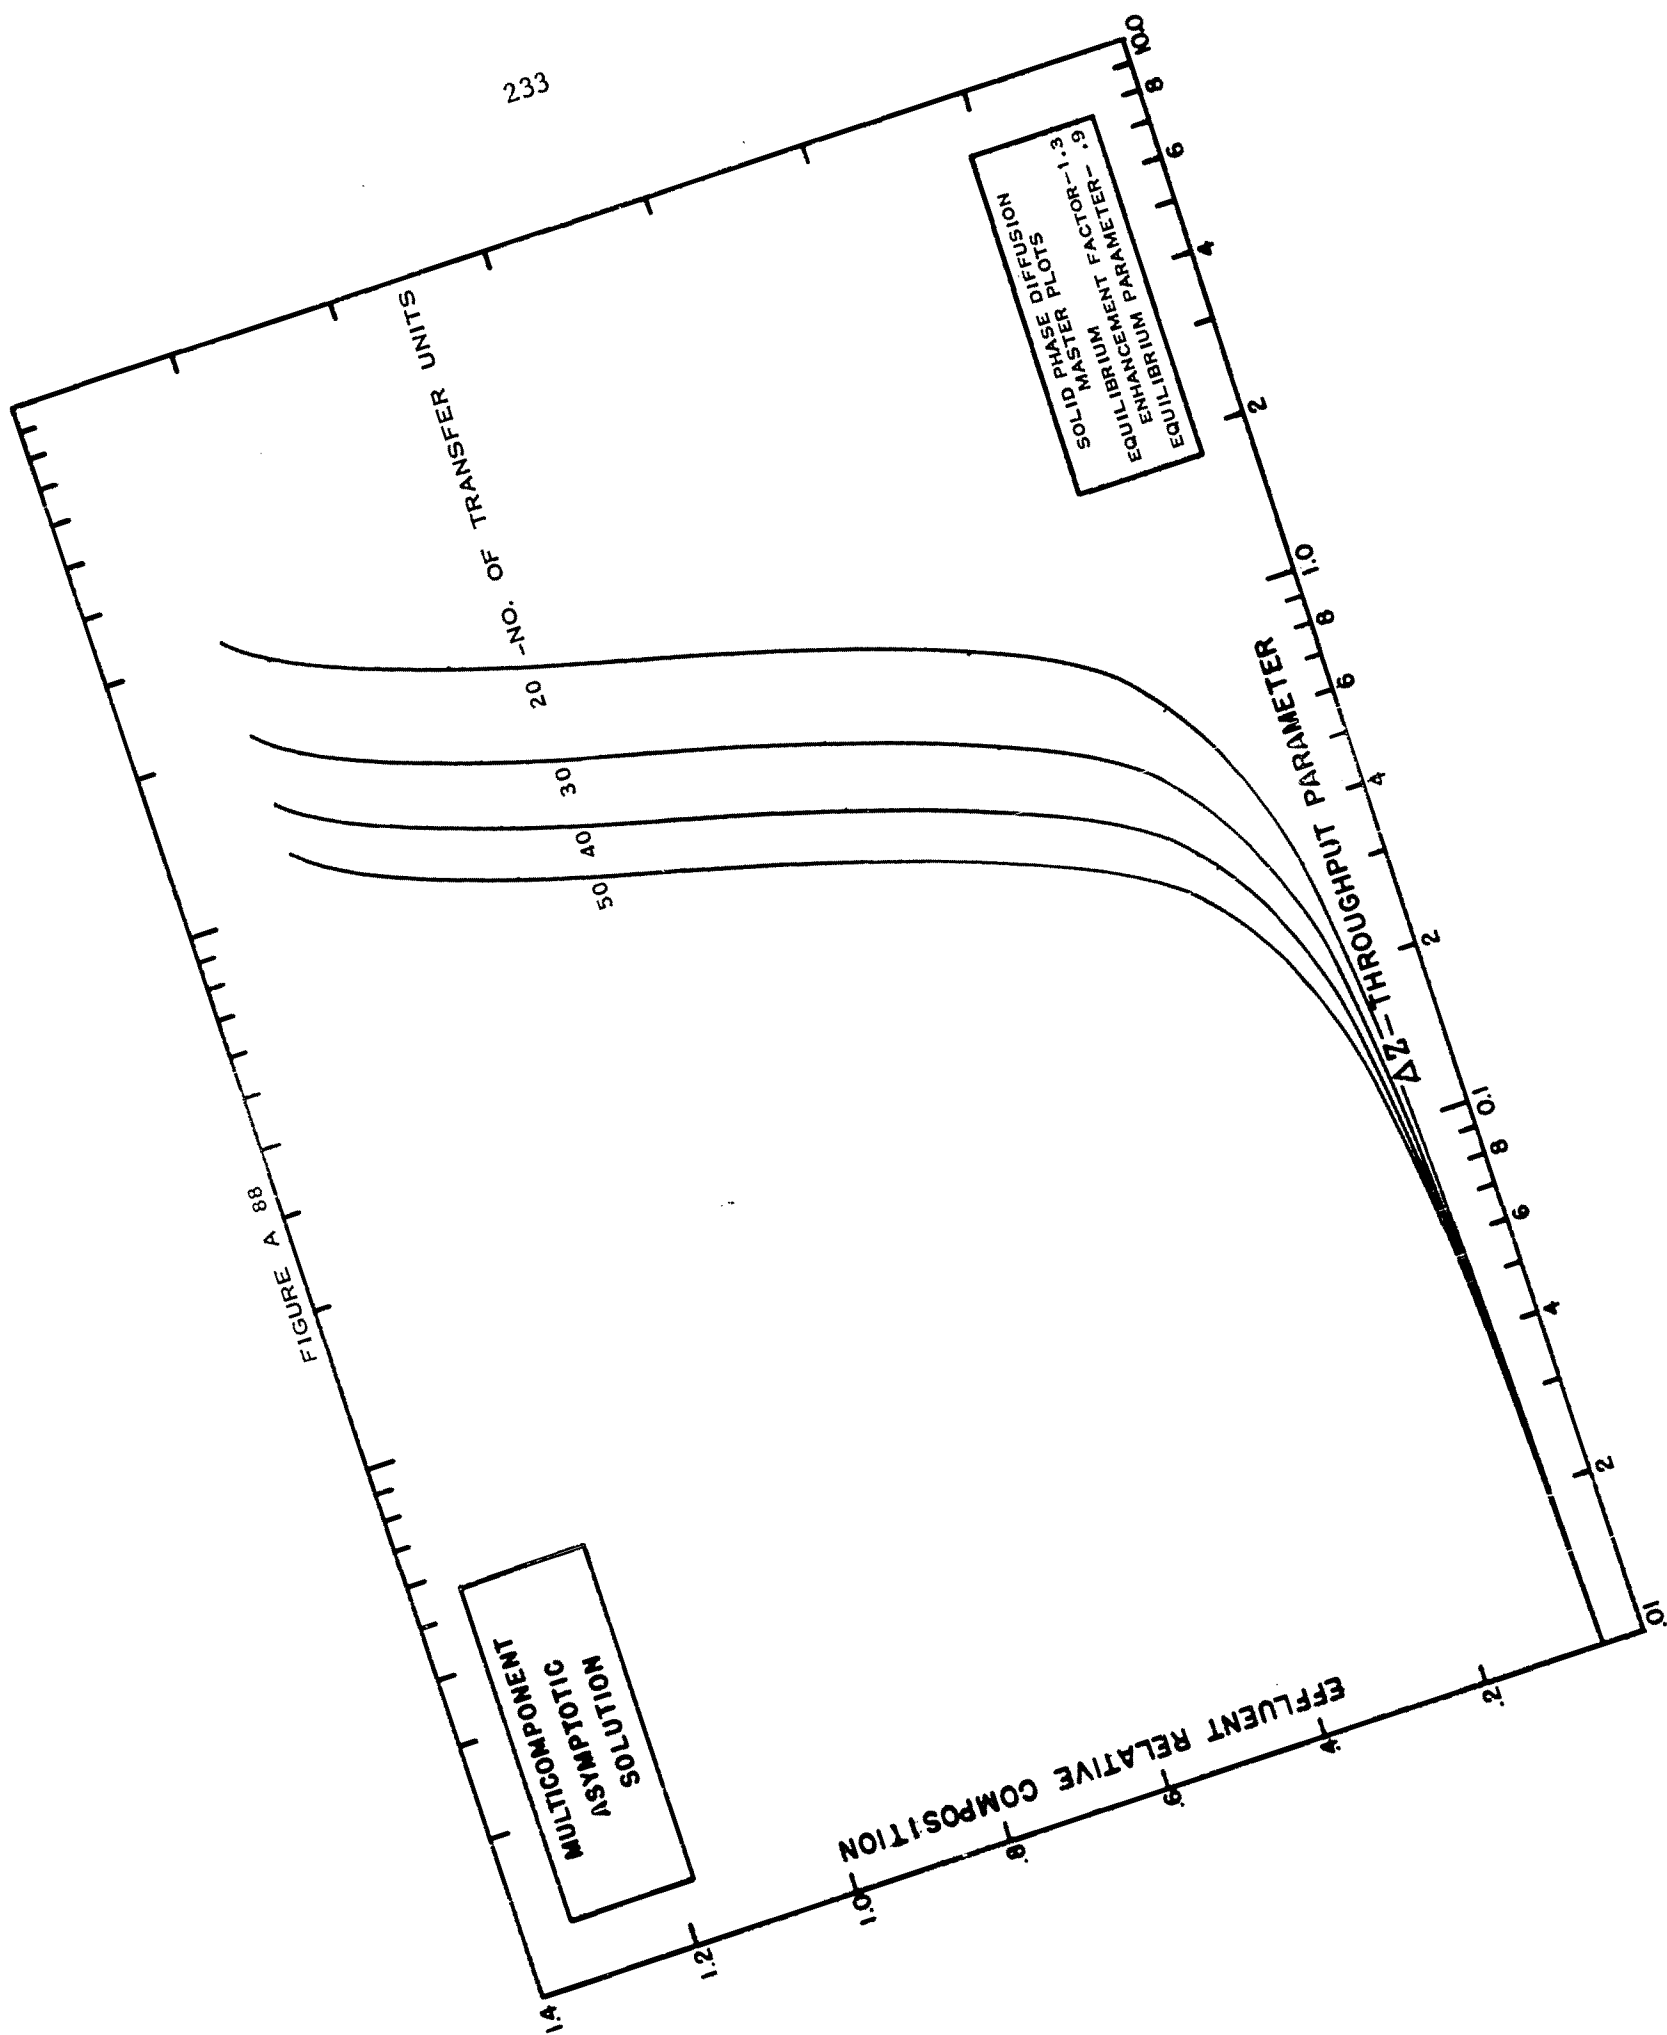 233
FIGURE A 88
MULTICOMPONENT
ASYMPTOTIC
SOLUTION
-NO. OF TRANSFER UNITS
20
30
40
50
SOLID PHASE DIFFUSION
MASTER PLOTS
EQUILIBRIUM
ENHANCEMENT FACTOR-1.3
EQUILIBRIUM PARAMETER- .9
EFFLUENT RELATIVE COMPOSITION
1.4
1.2
1.0
.8
.6
.4
.2
.01
2
4
6
8
0.1
2
4
6
8
1.0
2
4
6
8
10.0
ΔZ-THROUGHPUT PARAMETER